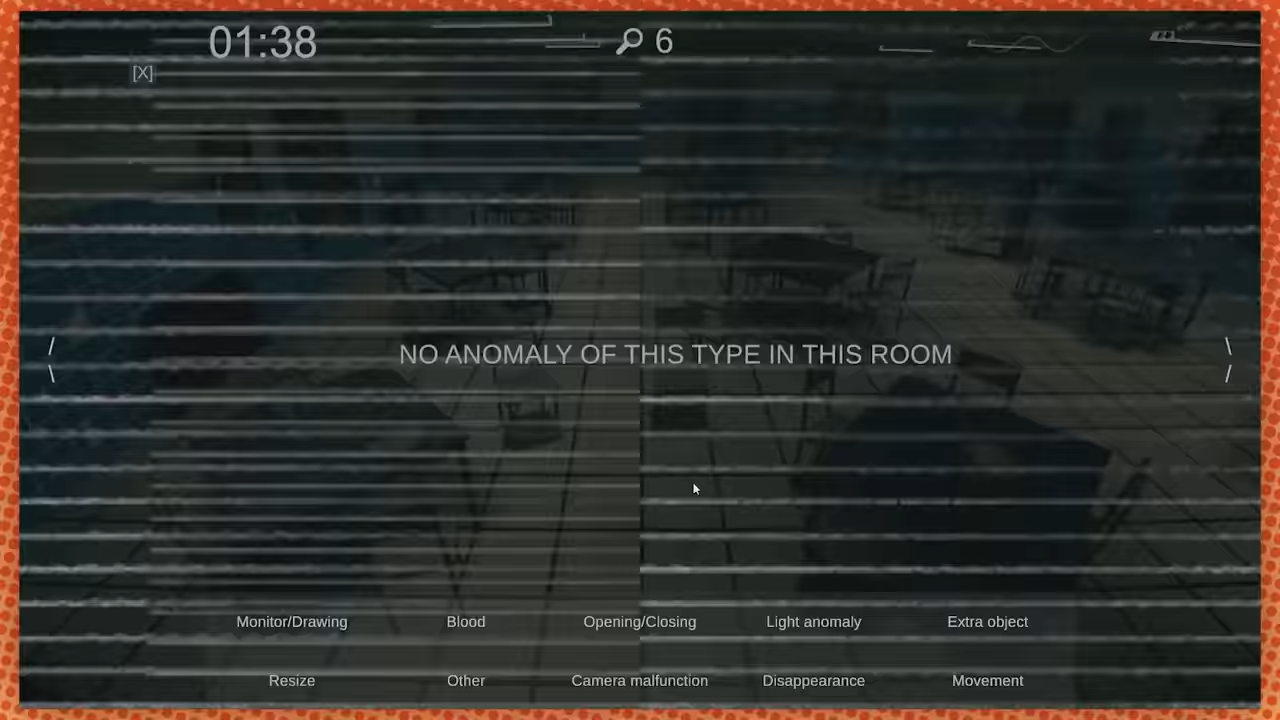 01:38
6
[X]
NO ANOMALY OF THIS TYPE IN THIS ROOM
Monitor/Drawing Blood Opening/Closing Light anomaly Extra object
Resize Other Camera malfunction Disappearance Movement